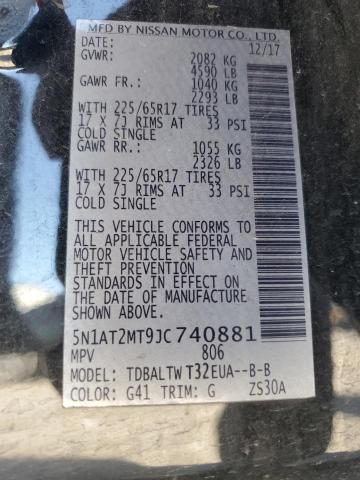 MFD BY NISSAN MOTOR CO., LTD.
DATE: 12/17
GVWR: 2082 KG
4590 LB
GAWR FR.: 1040 KG
2293 LB
WITH 225/65R17 TIRES
17 X 7J RIMS AT 33 PSI
COLD SINGLE
GAWR RR.: 1055 KG
2326 LB
WITH 225/65R17 TIRES
17 X 7J RIMS AT 33 PSI
COLD SINGLE
THIS VEHICLE CONFORMS TO
ALL APPLICABLE FEDERAL
MOTOR VEHICLE SAFETY AND
THEFT PREVENTION
STANDARDS IN EFFECT ON THE
DATE OF MANUFACTURE
SHOWN ABOVE.
5N1AT2MT9JC740881
MPV 806
MODEL: TDBALTWT32EUA--B-B
COLOR: G41 TRIM: G ZS30A